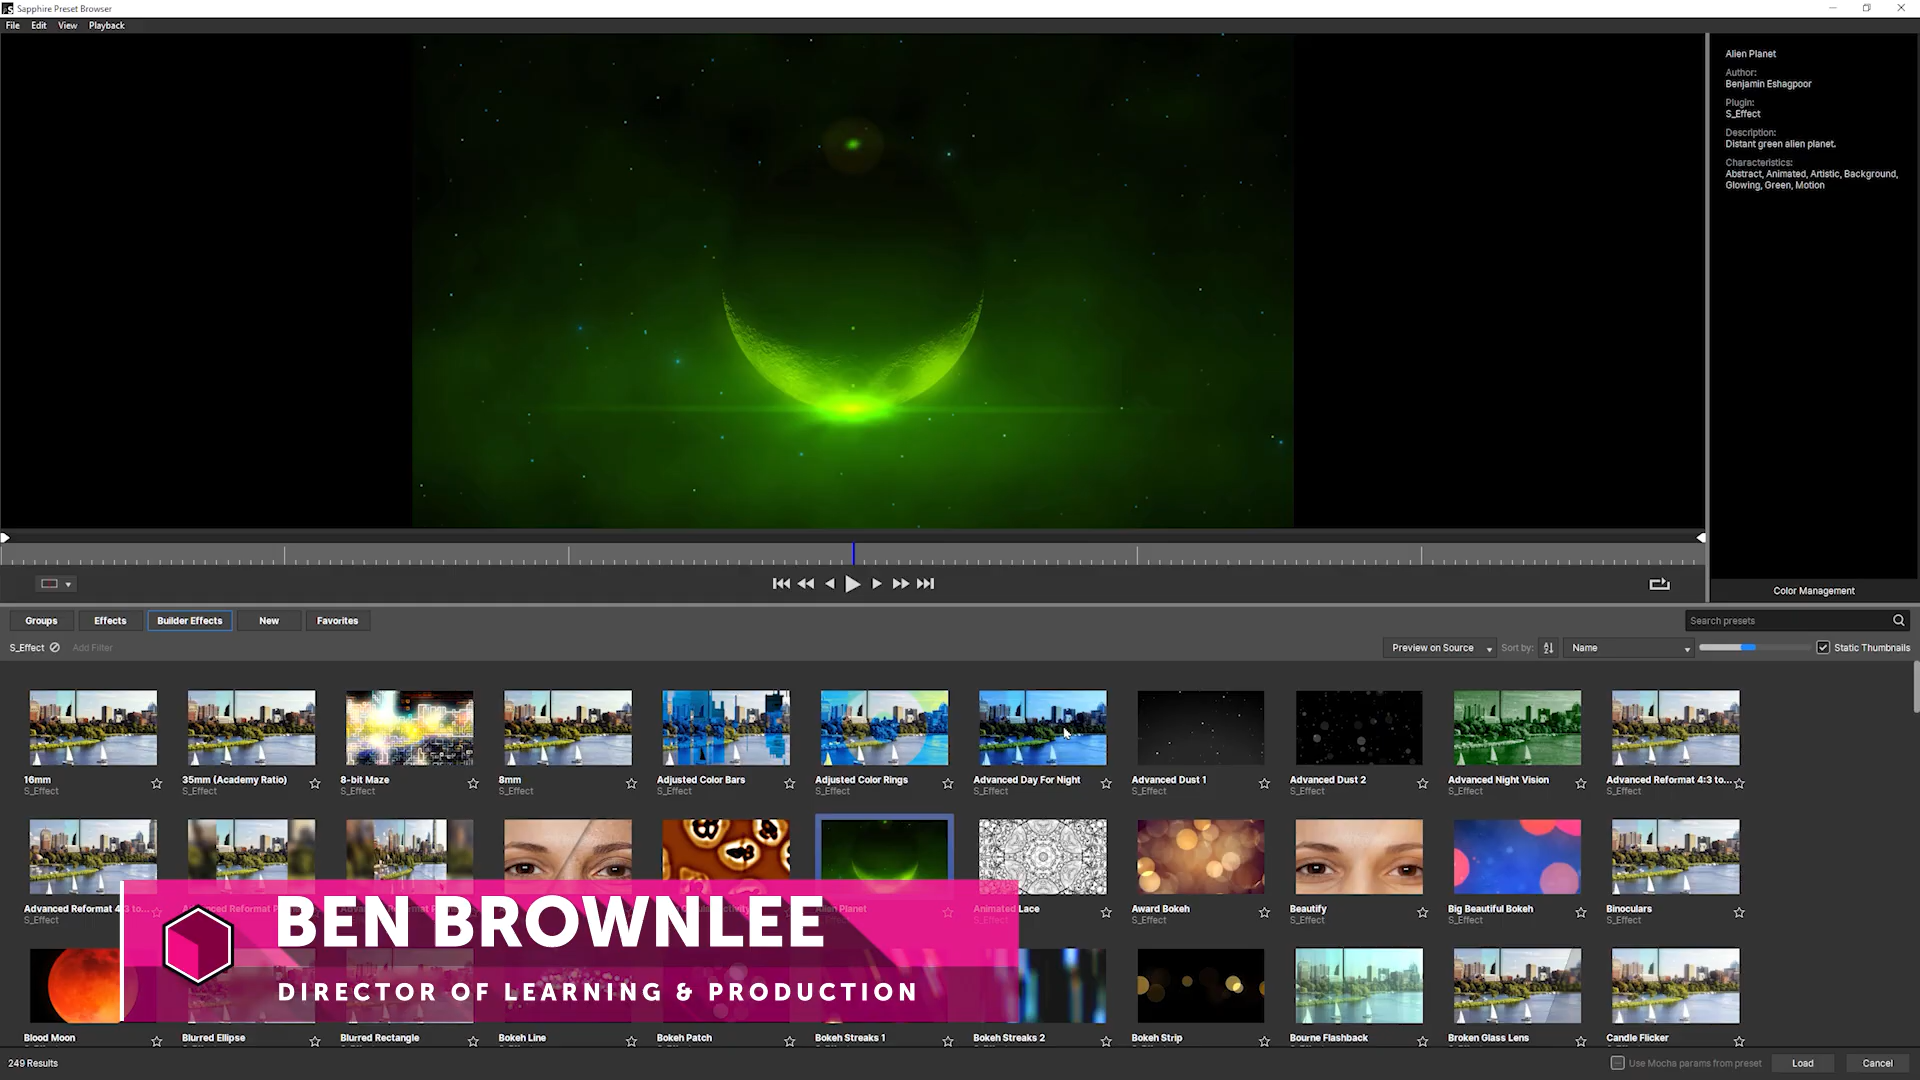 Sapphire Preset Browser
File Edit View Playback
Alien Planet
Author:
Benjamin Eshagpoor
Plugin:
S_Effect
Description:
Distant green alien planet.
Characteristics:
Abstract, Animated, Artistic, Background,
Glowing, Green, Motion
Color Management
Groups Effects Builder Effects New Favorites
Search presets
S_Effect Add Filter
Preview on Source Sort by: Name Static Thumbnails
16mm 35mm (Academy Ratio) 8-bit Maze 8mm Adjusted Color Bars Adjusted Color Rings Advanced Day For Night Advanced Dust 1 Advanced Dust 2 Advanced Night Vision Advanced Reformat 4:3 to...
S_Effect S_Effect S_Effect S_Effect S_Effect S_Effect S_Effect S_Effect S_Effect S_Effect S_Effect
Advanced Reformat 4:3 to... Alien Planet Animated Lace Award Bokeh Beautify Big Beautiful Bokeh Binoculars
S_Effect S_Effect S_Effect S_Effect S_Effect
BEN BROWNLEE
DIRECTOR OF LEARNING & PRODUCTION
Blood Moon Blurred Ellipse Blurred Rectangle Bokeh Line Bokeh Patch Bokeh Streaks 1 Bokeh Streaks 2 Bokeh Strip Bourne Flashback Broken Glass Lens Candle Flicker
249 Results
Use Mocha params from preset Load Cancel